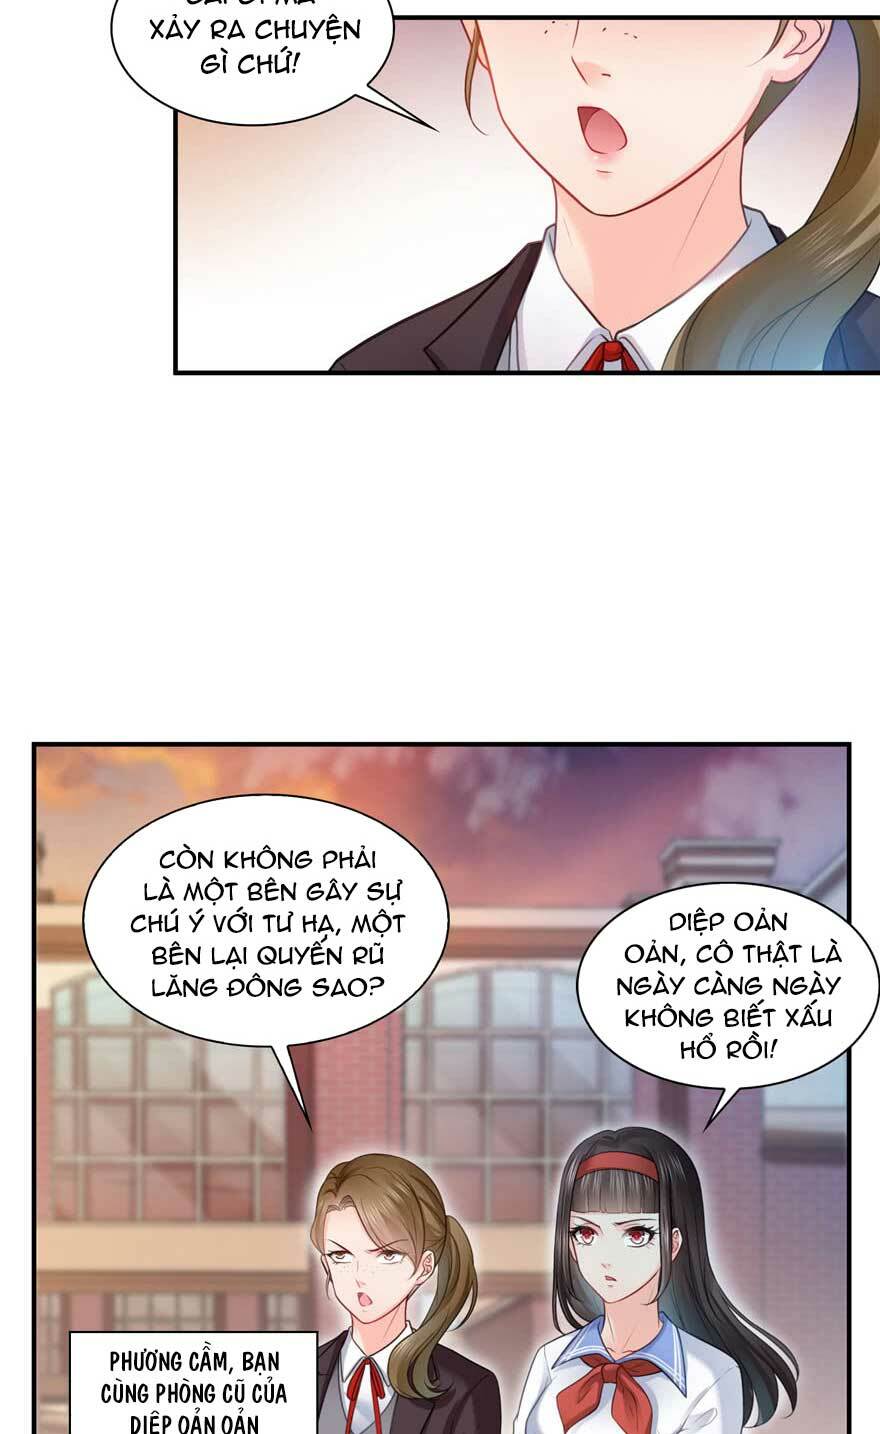 XẢY RA CHUYỆN
GÌ CHỨ!
CÒN KHÔNG PHẢI
LÀ MỘT BÊN GÂY SỰ
CHÚ Ý VỚI TƯ HẠ, MỘT
BÊN LẠI QUYẾN RŨ
LĂNG ĐÔNG SAO?
DIỆP OẢN
OẢN, CÔ THẬT LÀ
NGÀY CÀNG NGÀY
KHÔNG BIẾT XẤU
HỔ RỒI!
PHƯƠNG CẦM, BẠN
CÙNG PHÒNG CŨ CỦA
DIỆP OẢN OẢN